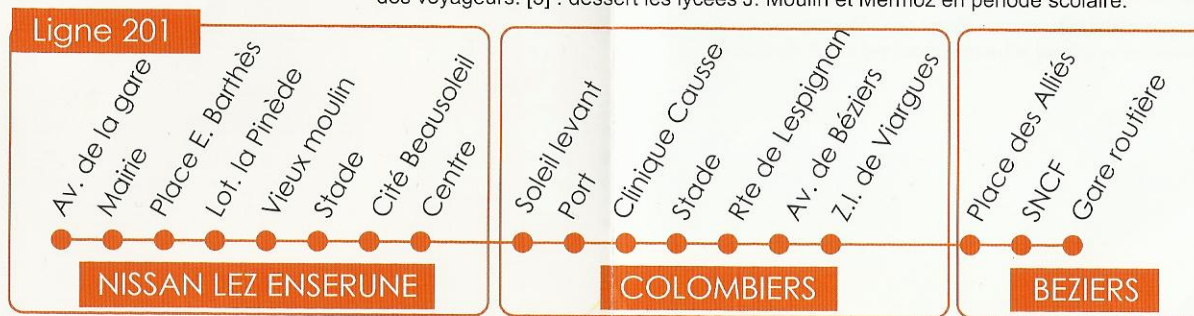 des voyageurs. [5] : dessert les lycées J. Moulin et Mermoz en période scolaire.
Ligne 201
Av. de la gare
Mairie
Place E. Barthès
Lot. la Pinède
Vieux moulin
Stade
Cité Beausoleil
Centre
Soleil levant
Port
Clinique Causse
Stade
Rte de Lespignan
Av. de Béziers
Z.I. de Viargues
Place des Alliés
SNCF
Gare routière
NISSAN LEZ ENSERUNE
COLOMBIERS
BEZIERS